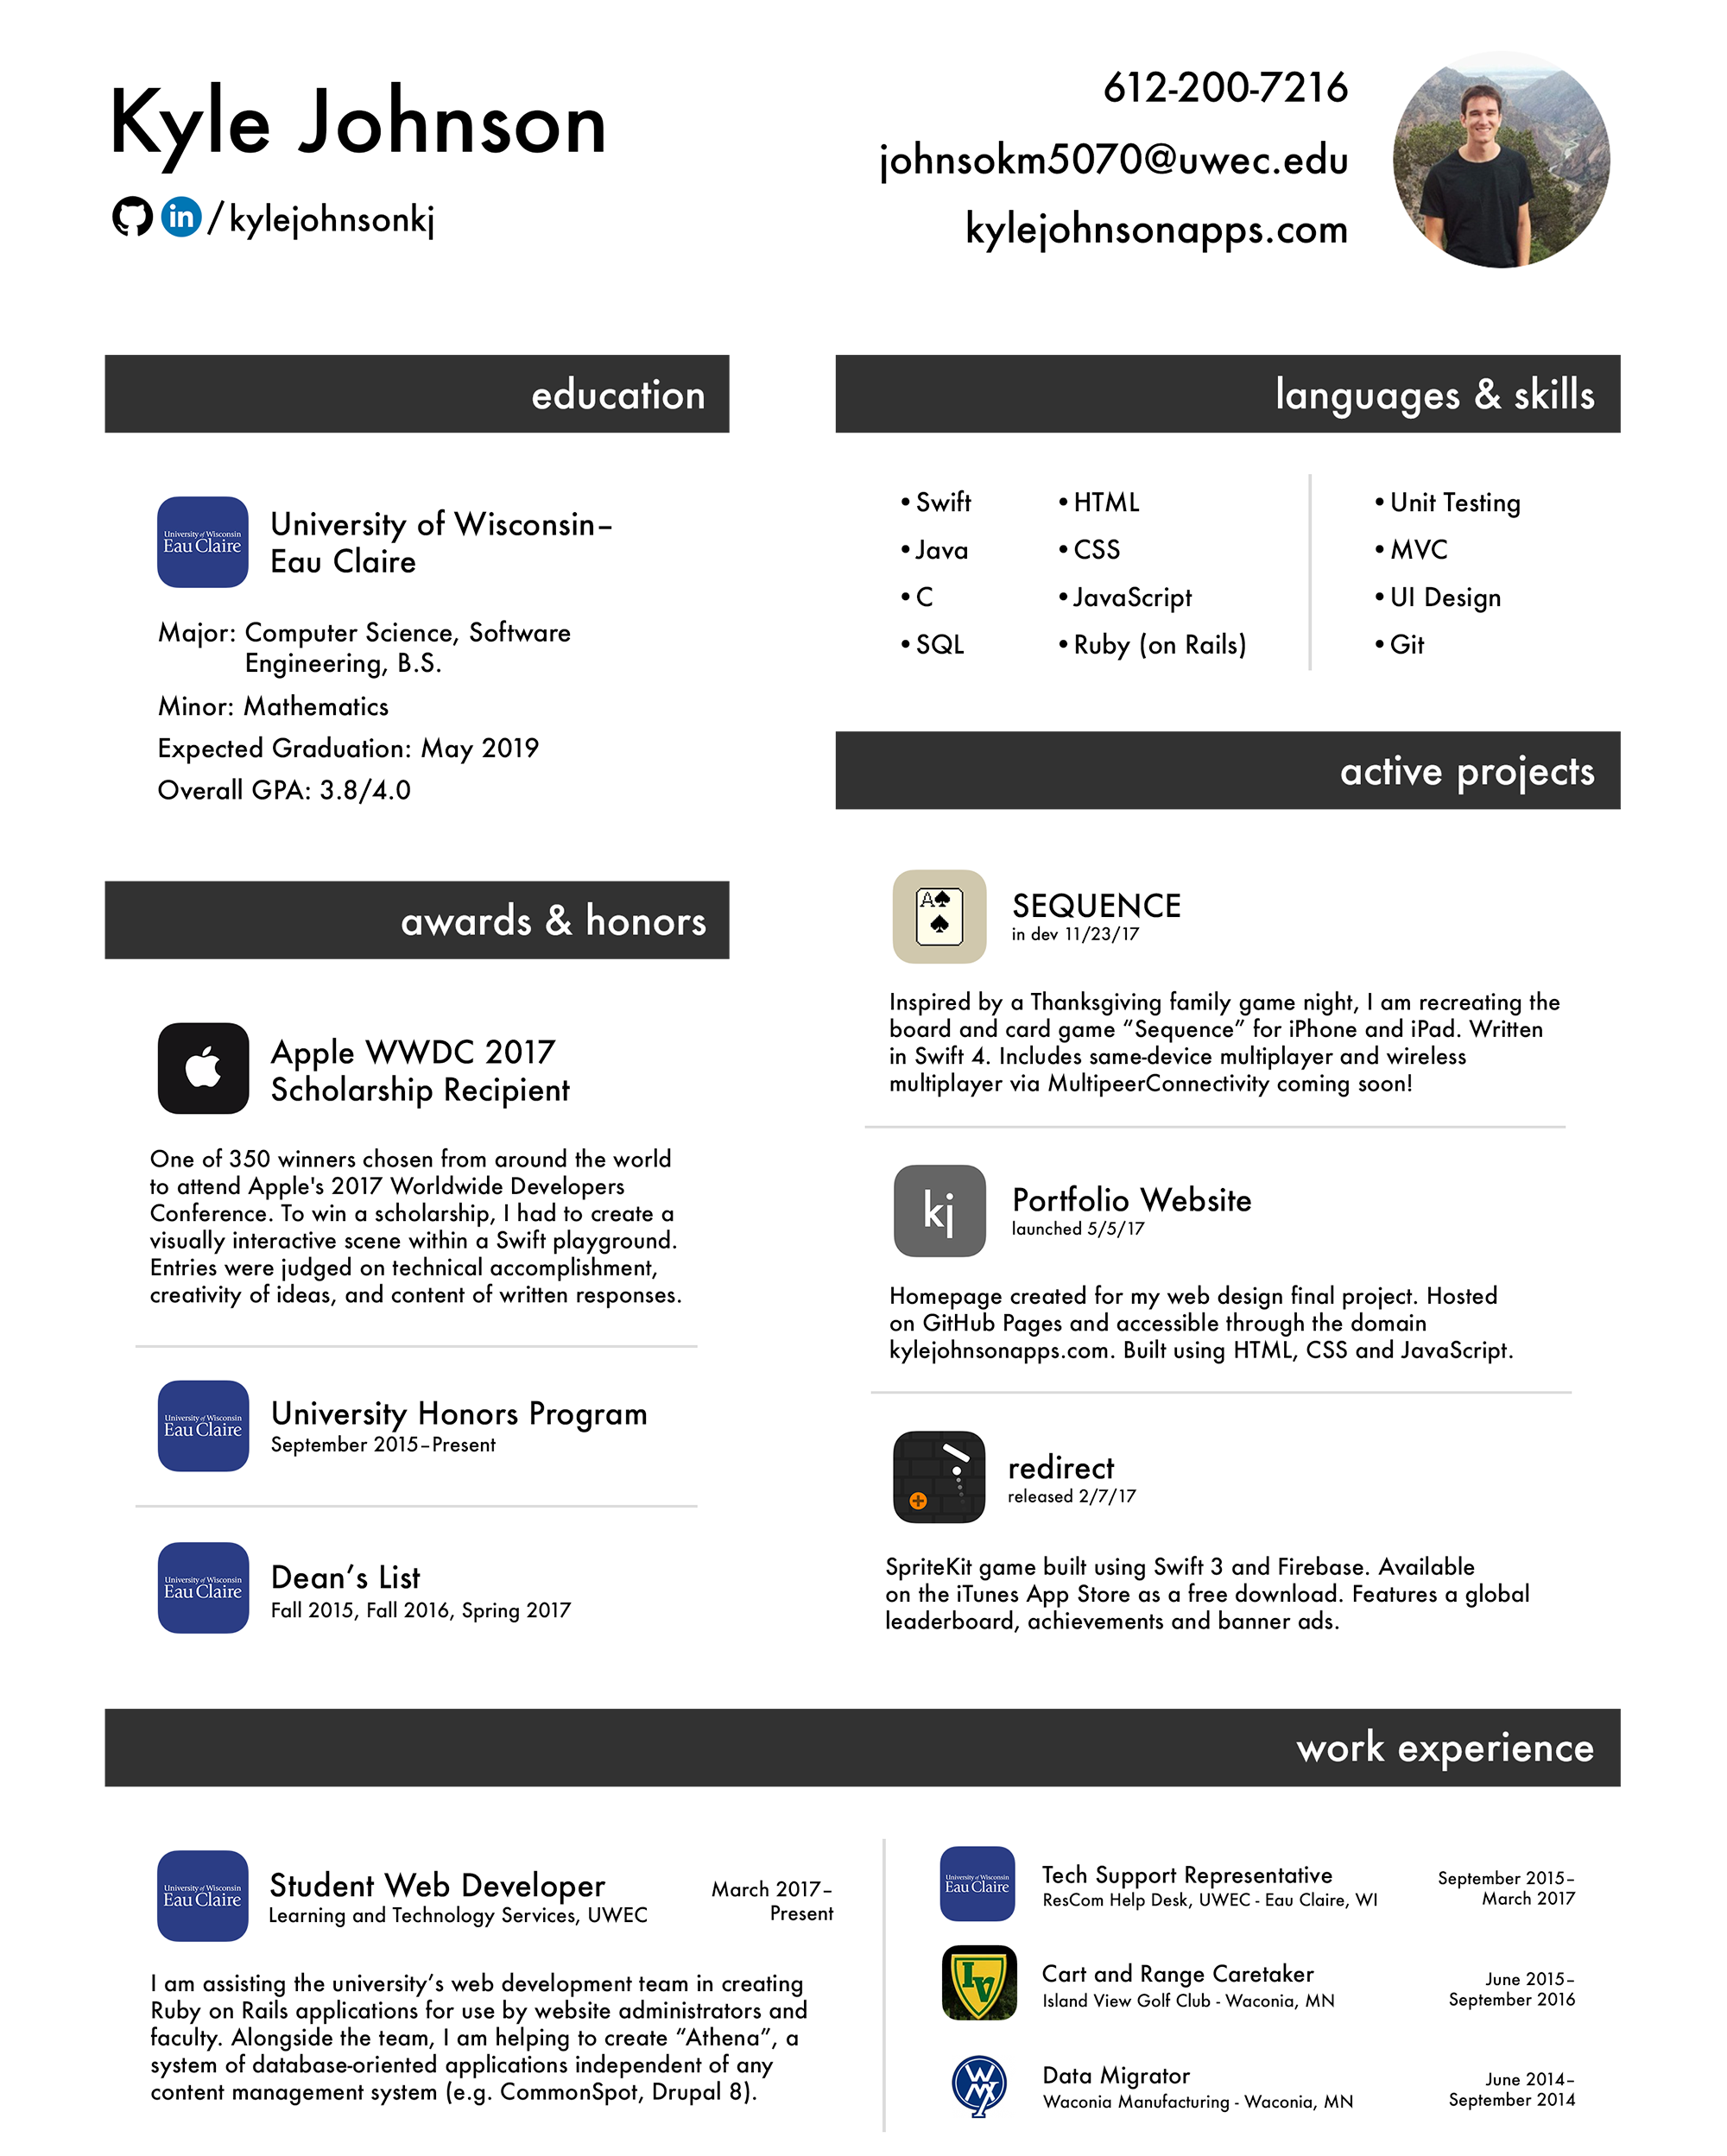 Kyle Johnson
in /kylejohnsonkj
612-200-7216
johnsokm5070@uwec.edu
kylejohnsonapps.com
education
University of Wisconsin
Eau Claire
University of Wisconsin–
Eau Claire
Major: Computer Science, Software
Engineering, B.S.
Minor: Mathematics
Expected Graduation: May 2019
Overall GPA: 3.8/4.0
awards & honors
Apple WWDC 2017
Scholarship Recipient
One of 350 winners chosen from around the world
to attend Apple's 2017 Worldwide Developers
Conference. To win a scholarship, I had to create a
visually interactive scene within a Swift playground.
Entries were judged on technical accomplishment,
creativity of ideas, and content of written responses.
University of Wisconsin
Eau Claire
University Honors Program
September 2015–Present
University of Wisconsin
Eau Claire
Dean’s List
Fall 2015, Fall 2016, Spring 2017
languages & skills
• Swift
• Java
• C
• SQL
• HTML
• CSS
• JavaScript
• Ruby (on Rails)
• Unit Testing
• MVC
• UI Design
• Git
active projects
A
SEQUENCE
in dev 11/23/17
Inspired by a Thanksgiving family game night, I am recreating the
board and card game “Sequence” for iPhone and iPad. Written
in Swift 4. Includes same-device multiplayer and wireless
multiplayer via MultipeerConnectivity coming soon!
kj
Portfolio Website
launched 5/5/17
Homepage created for my web design final project. Hosted
on GitHub Pages and accessible through the domain
kylejohnsonapps.com. Built using HTML, CSS and JavaScript.
redirect
released 2/7/17
SpriteKit game built using Swift 3 and Firebase. Available
on the iTunes App Store as a free download. Features a global
leaderboard, achievements and banner ads.
work experience
University of Wisconsin
Eau Claire
Student Web Developer
Learning and Technology Services, UWEC
March 2017–
Present
I am assisting the university’s web development team in creating
Ruby on Rails applications for use by website administrators and
faculty. Alongside the team, I am helping to create “Athena”, a
system of database-oriented applications independent of any
content management system (e.g. CommonSpot, Drupal 8).
University of Wisconsin
Eau Claire
Tech Support Representative
ResCom Help Desk, UWEC - Eau Claire, WI
September 2015–
March 2017
IV
Cart and Range Caretaker
Island View Golf Club - Waconia, MN
June 2015–
September 2016
Data Migrator
Waconia Manufacturing - Waconia, MN
June 2014–
September 2014